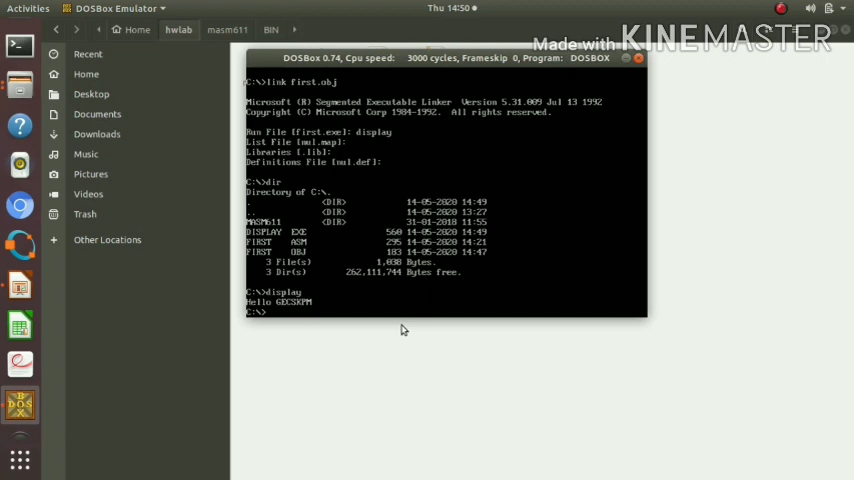 Activities
DOSBox Emulator
Thu 14:50
Home
hwlab
masm611
BIN
Made with KINEMASTER
Recent
Home
Desktop
Documents
Downloads
Music
Pictures
Videos
Trash
+ Other Locations
DOSBox 0.74, Cpu speed: 3000 cycles, Frameskip 0, Program: DOSBOX
C:\>link first.obj
Microsoft (R) Segmented Executable Linker Version 5.31.009 Jul 13 1992
Copyright (C) Microsoft Corp 1984-1992. All rights reserved.
Run File [first.exe]: display
List File [nul.map]:
Libraries [.lib]:
Definitions File [nul.def]:
C:\>dir
Directory of C:\.
. <DIR> 14-05-2020 14:49
.. <DIR> 14-05-2020 13:27
MASM611 <DIR> 31-01-2018 11:55
DISPLAY EXE 560 14-05-2020 14:49
FIRST ASM 295 14-05-2020 14:21
FIRST OBJ 183 14-05-2020 14:47
3 File(s) 1,038 Bytes.
3 Dir(s) 262,111,744 Bytes free.
C:\>display
Hello GECSKPM
C:\>
DOS